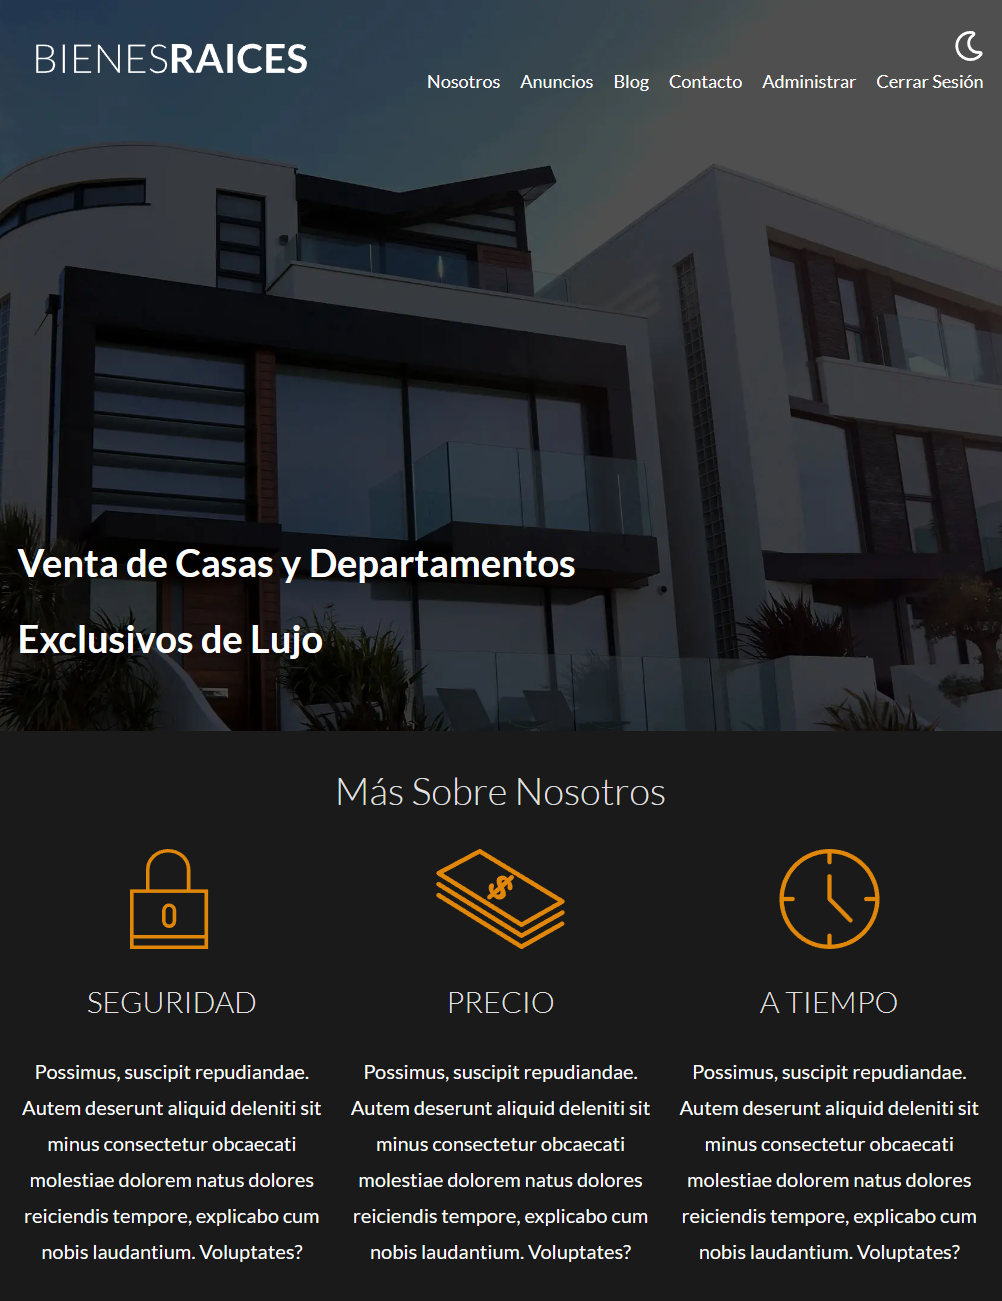 BIENESRAICES
Nosotros Anuncios Blog Contacto Administrar Cerrar Sesión
Venta de Casas y Departamentos
Exclusivos de Lujo
Más Sobre Nosotros
$
0
SEGURIDAD
Possimus, suscipit repudiandae.
Autem deserunt aliquid deleniti sit
minus consectetur obcaecati
molestiae dolorem natus dolores
reiciendis tempore, explicabo cum
nobis laudantium. Voluptates?
PRECIO
Possimus, suscipit repudiandae.
Autem deserunt aliquid deleniti sit
minus consectetur obcaecati
molestiae dolorem natus dolores
reiciendis tempore, explicabo cum
nobis laudantium. Voluptates?
A TIEMPO
Possimus, suscipit repudiandae.
Autem deserunt aliquid deleniti sit
minus consectetur obcaecati
molestiae dolorem natus dolores
reiciendis tempore, explicabo cum
nobis laudantium. Voluptates?